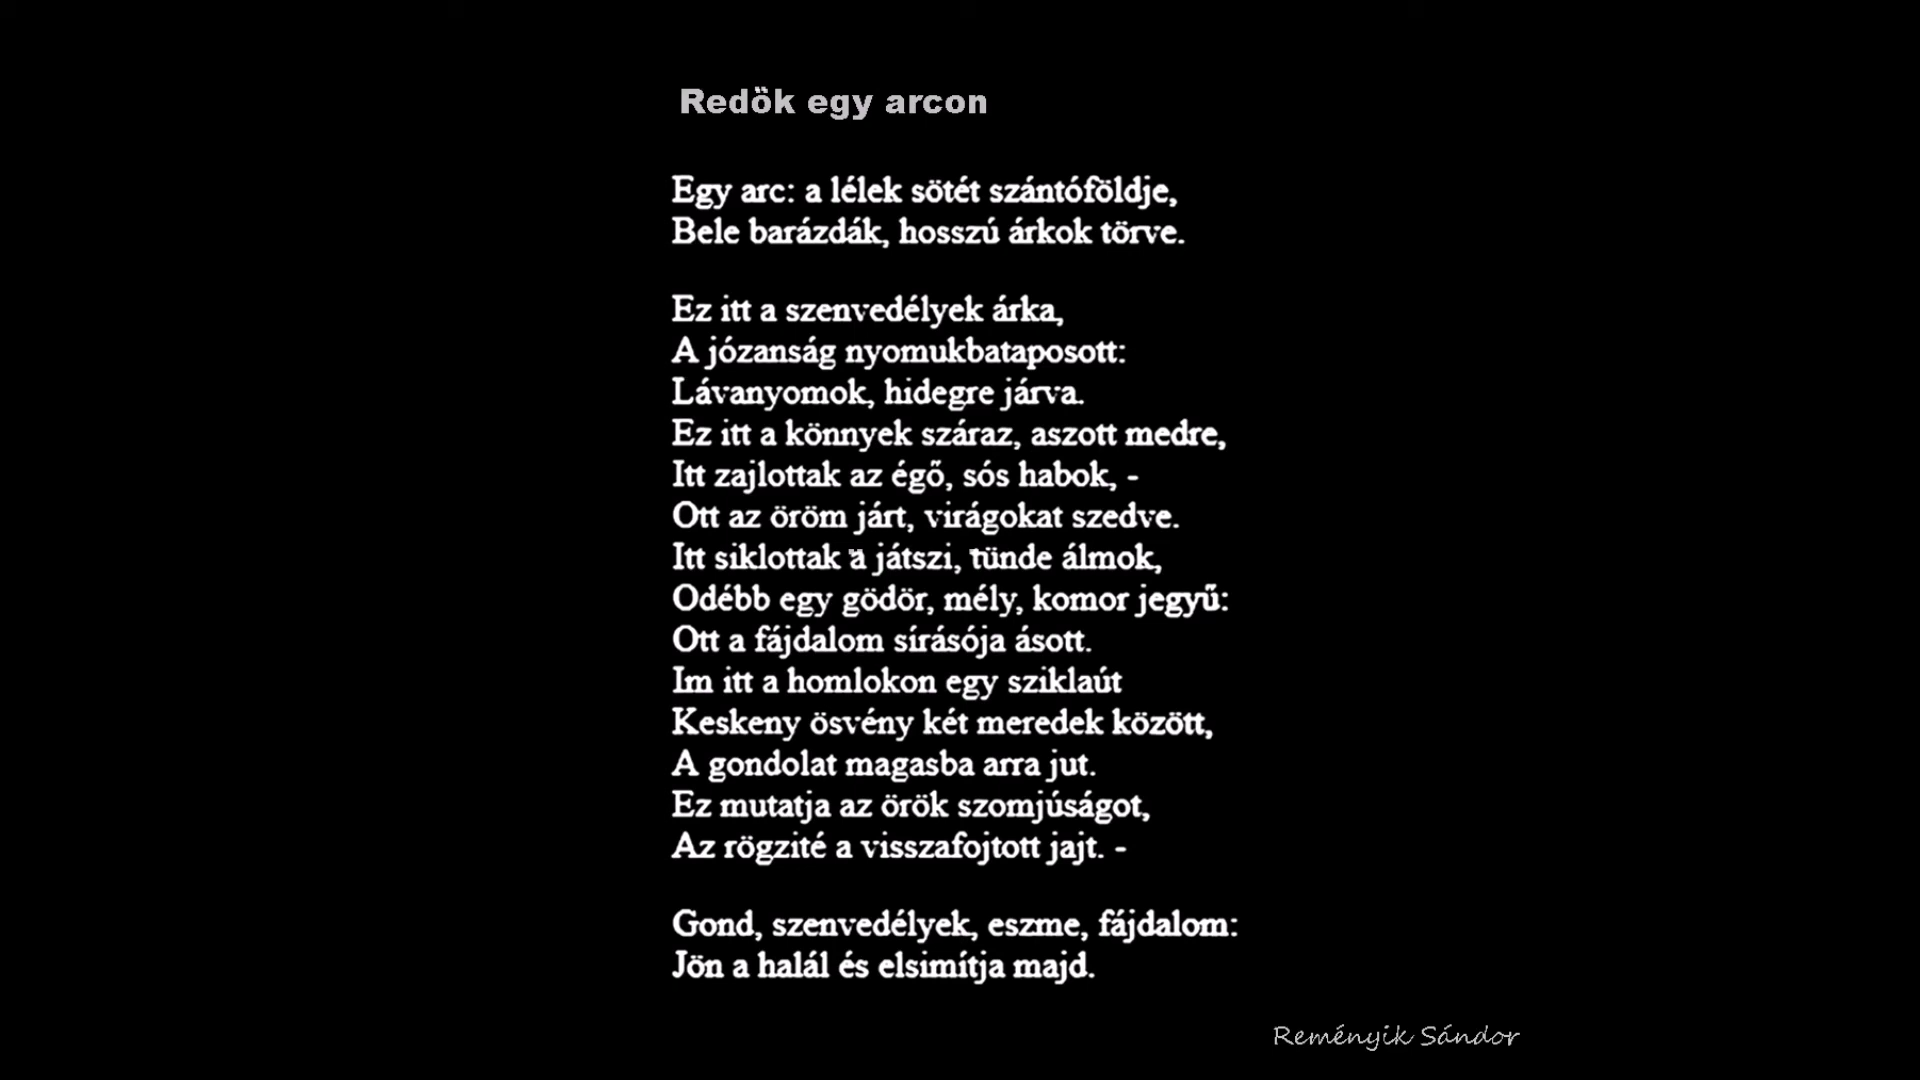 Redők egy arcon
Egy arc: a lélek sötét szántóföldje,
Bele barázdák, hosszú árkok törve.
Ez itt a szenvedélyek árka,
A józanság nyomukbataposott:
Lávanyomok, hidegre járva.
Ez itt a könnyek száraz, aszott medre,
Itt zajlottak az égő, sós habok, -
Ott az öröm járt, virágokat szedve.
Itt siklottak a játszi, tünde álmok,
Odébb egy gödör, mély, komor jegyű:
Ott a fájdalom sírásója ásott.
Im itt a homlokon egy sziklaút
Keskeny ösvény két meredek között,
A gondolat magasba arra jut.
Ez mutatja az örök szomjúságot,
Az rögzité a visszafojtott jajt. -
Gond, szenvedélyek, eszme, fájdalom:
Jön a halál és elsimítja majd.
Reményik Sándor